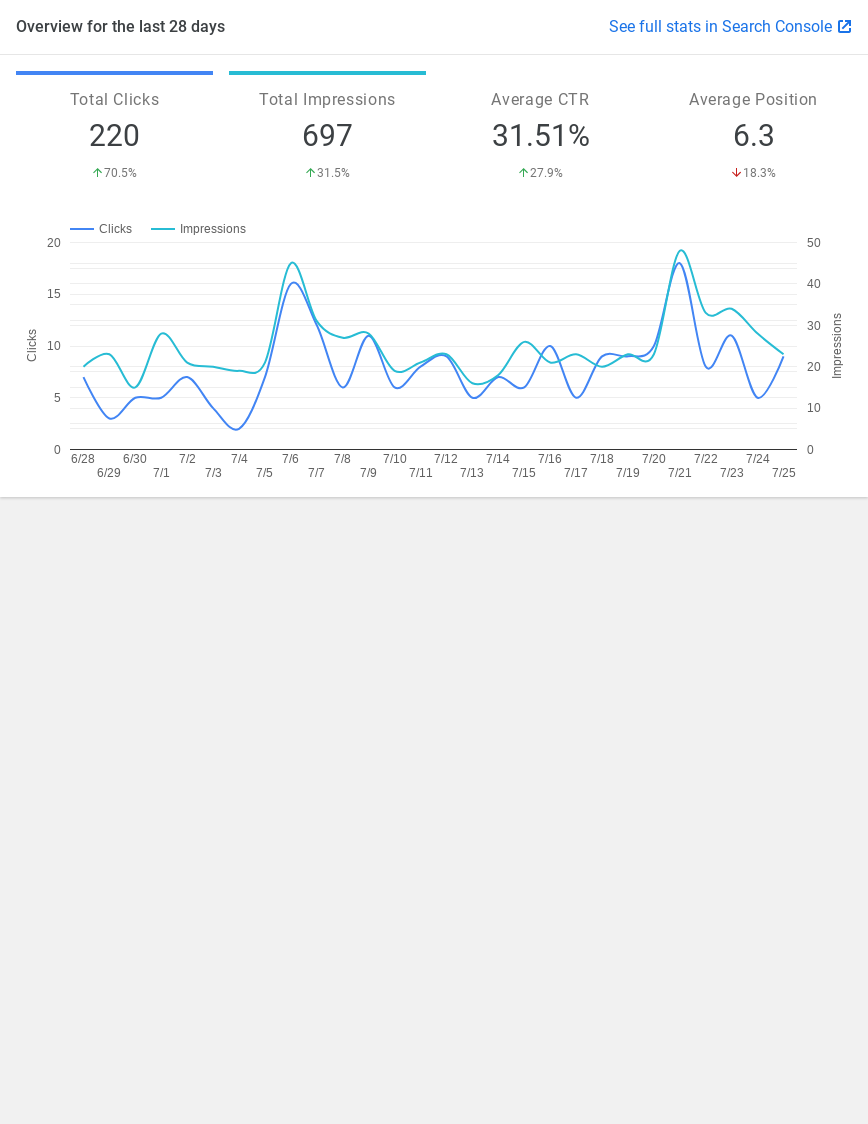 Overview for the last 28 days
See full stats in Search Console
Total Clicks
220
70.5%
Total Impressions
697
31.5%
Average CTR
31.51%
27.9%
Average Position
6.3
18.3%
Clicks Impressions
20 50
15 40
10 30
5 20
0 10
0
Clicks
Impressions
6/28 6/30 7/2 7/4 7/6 7/8 7/10 7/12 7/14 7/16 7/18 7/20 7/22 7/24
6/29 7/1 7/3 7/5 7/7 7/9 7/11 7/13 7/15 7/17 7/19 7/21 7/23 7/25